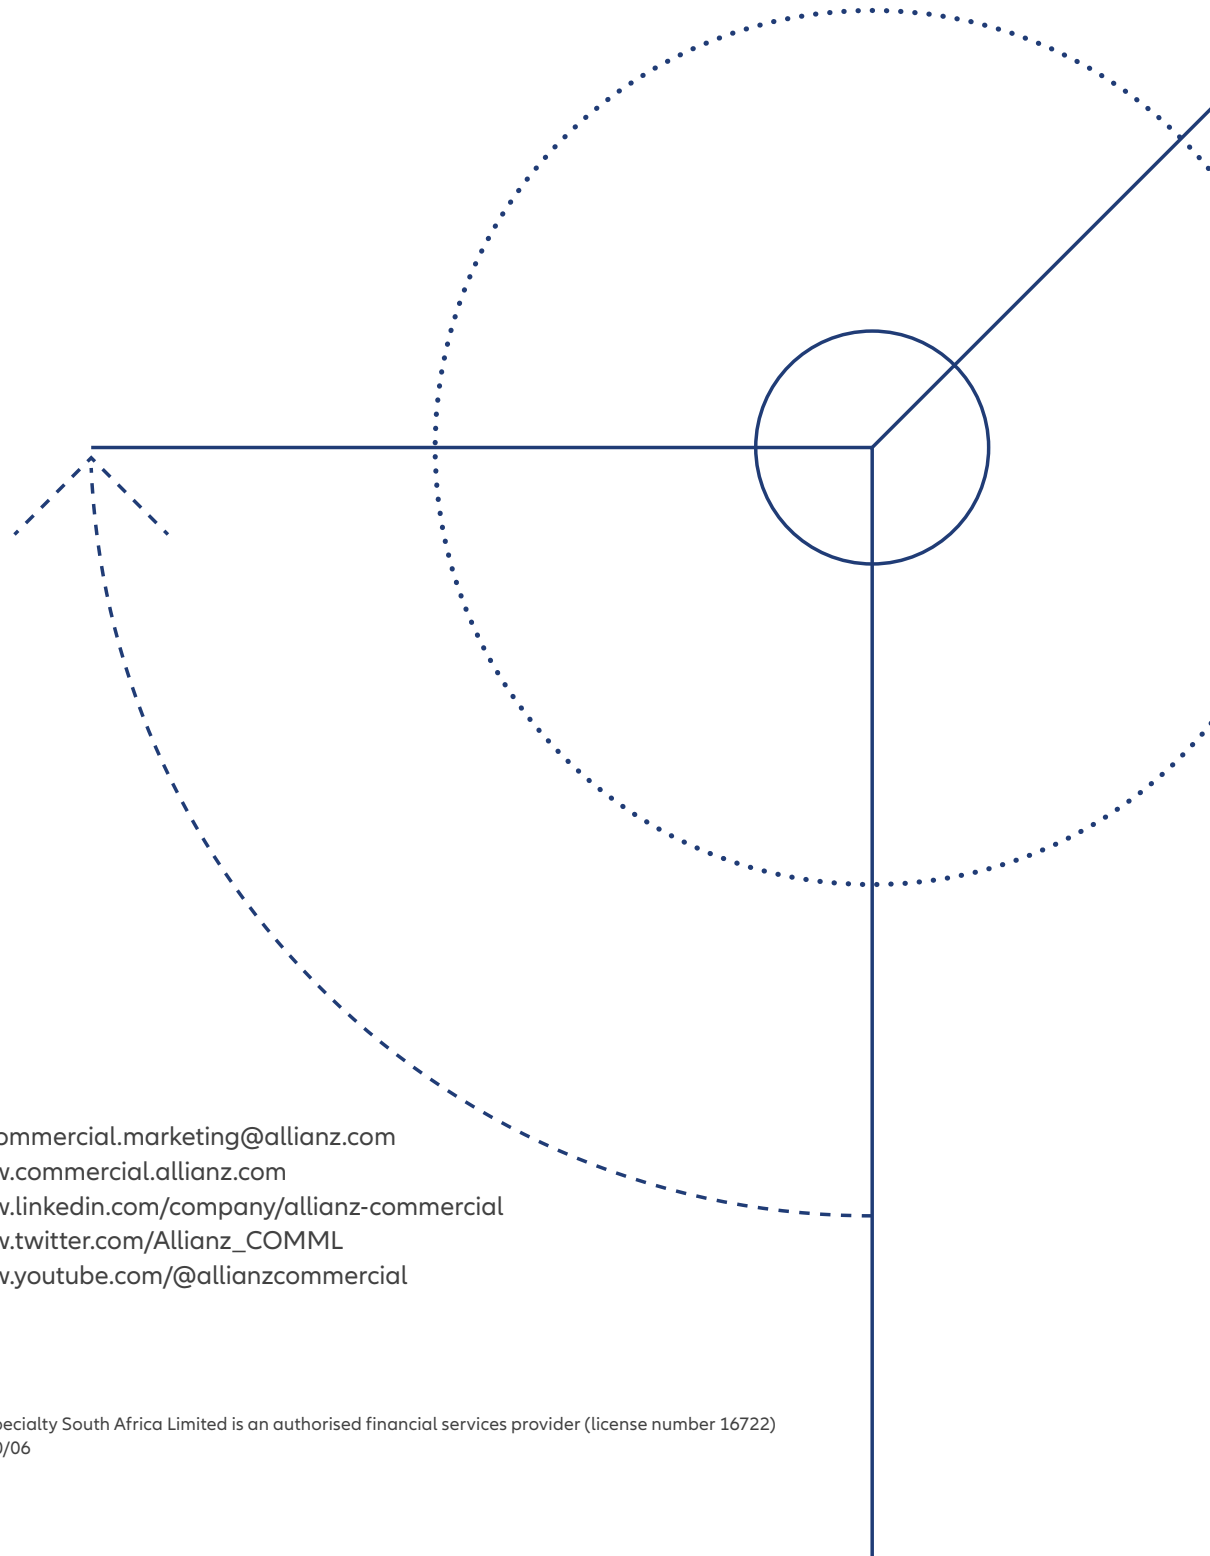 ommercial.marketing@allianz.com
w.commercial.allianz.com
w.linkedin.com/company/allianz-commercial
w.twitter.com/Allianz_COMML
w.youtube.com/@allianzcommercial
pecialty South Africa Limited is an authorised financial services provider (license number 16722)
0/06